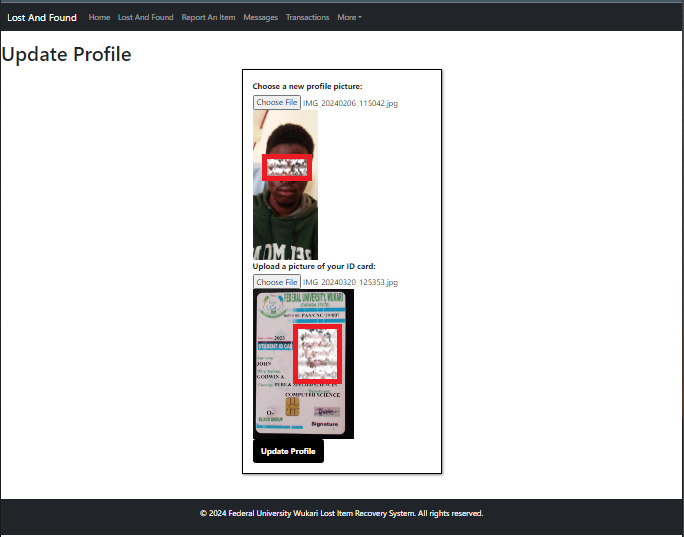 Lost And Found Home Lost And Found Report An Item Messages Transactions More
Update Profile
Choose a new profile picture:
Choose File IMG_20240206_115042.jpg
Upload a picture of your ID card:
Choose File IMG_20240320_125353.jpg
FEDERAL UNIVERSITY, WUKARI
2023
STUDENT ID CARD
JOHN
GODWIN A.
PURE & APPLIED SCIENCES
COMPUTER SCIENCE
O-
BLOOD GROUP
Signature
Update Profile
© 2024 Federal University Wukari Lost Item Recovery System. All rights reserved.